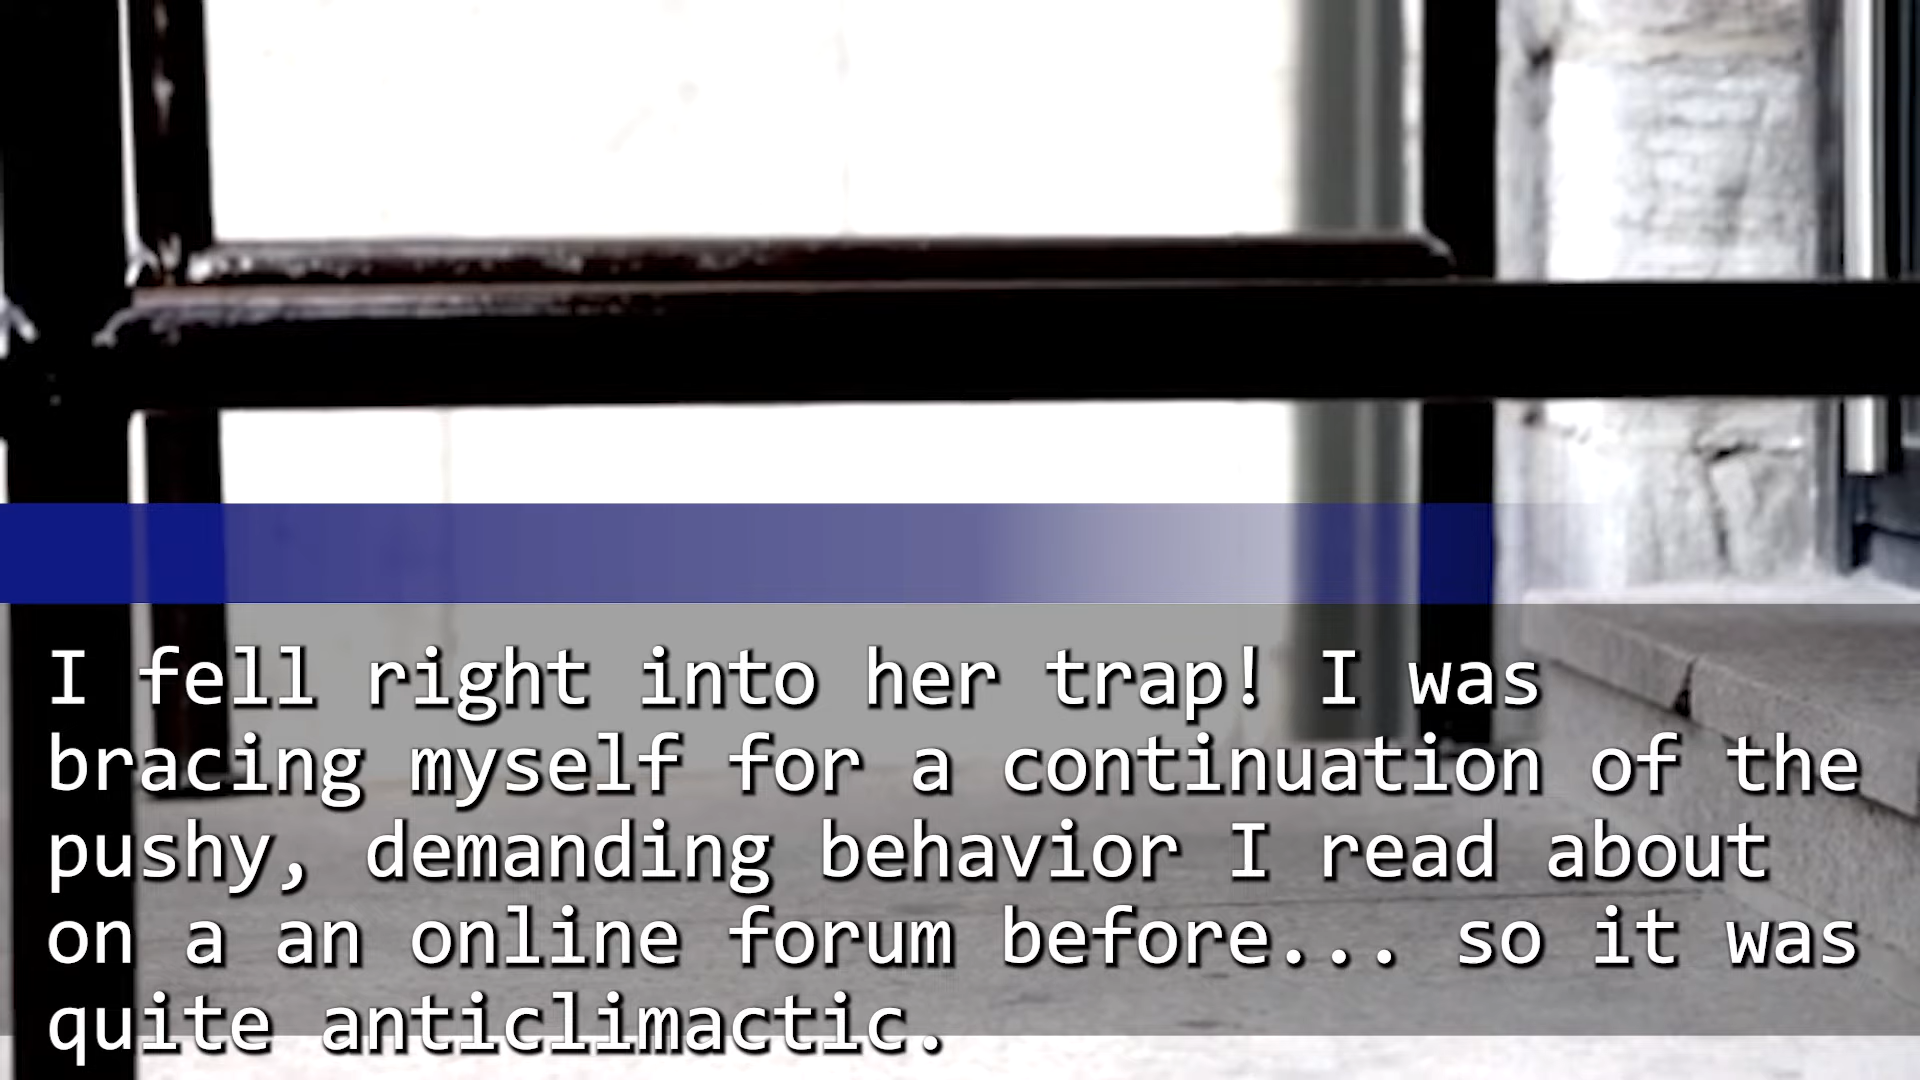 I fell right into her trap! I was
bracing myself for a continuation of the
pushy, demanding behavior I read about
on a an online forum before... so it was
quite anticlimactic.